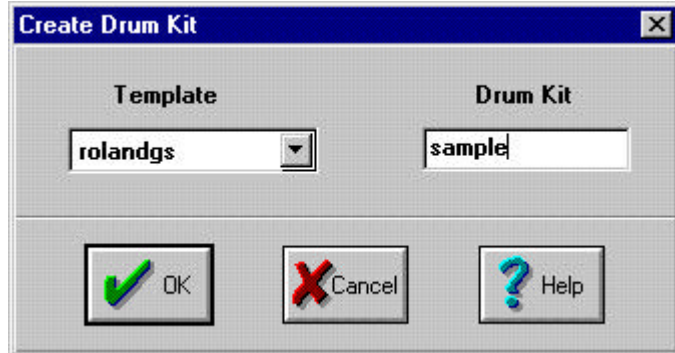 Create Drum Kit
Template Drum Kit
rolandgs sample
OK Cancel Help